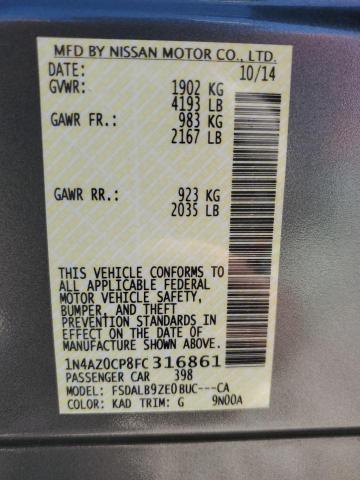 MFD BY NISSAN MOTOR CO., LTD.
DATE: 10/14
GVWR: 1902 KG
4193 LB
GAWR FR.: 983 KG
2167 LB
GAWR RR.: 923 KG
2035 LB
THIS VEHICLE CONFORMS TO
ALL APPLICABLE FEDERAL
MOTOR VEHICLE SAFETY,
BUMPER, AND THEFT
PREVENTION STANDARDS IN
EFFECT ON THE DATE OF
MANUFACTURE SHOWN ABOVE.
1N4AZ0CP8FC316861
PASSENGER CAR 398
MODEL: FSDALB9ZE0BUC---CA
COLOR: KAD TRIM: G 9N00A